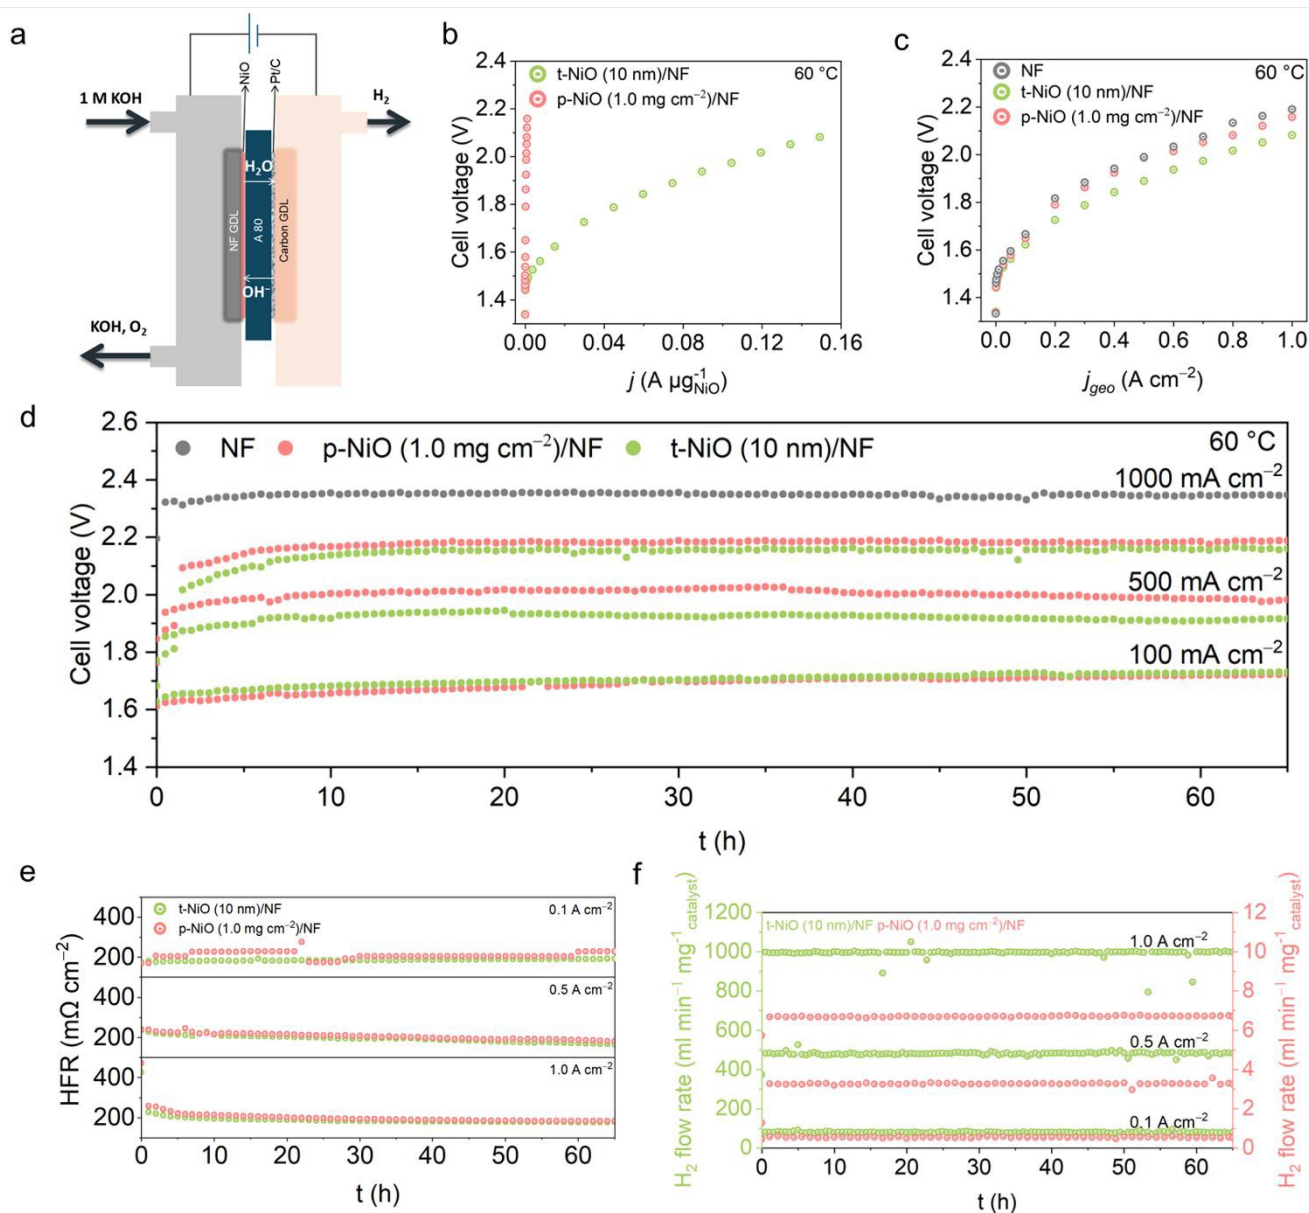 a
NiO
Pt/C
1 M KOH
H₂
H₂O
NF GDL
A 80
Carbon GDL
OH⁻
KOH, O₂
b
t-NiO (10 nm)/NF
60 °C
p-NiO (1.0 mg cm⁻²)/NF
2.4
2.2
2.0
1.8
1.6
1.4
Cell voltage (V)
0.00 0.04 0.08 0.12 0.16
j (A μg⁻¹NiO)
c
NF
60 °C
t-NiO (10 nm)/NF
p-NiO (1.0 mg cm⁻²)/NF
2.4
2.2
2.0
1.8
1.6
1.4
Cell voltage (V)
0.0 0.2 0.4 0.6 0.8 1.0
jgeo (A cm⁻²)
d
NF p-NiO (1.0 mg cm⁻²)/NF t-NiO (10 nm)/NF
60 °C
1000 mA cm⁻²
500 mA cm⁻²
100 mA cm⁻²
2.6
2.4
2.2
2.0
1.8
1.6
1.4
Cell voltage (V)
0 10 20 30 40 50 60
t (h)
e
t-NiO (10 nm)/NF
0.1 A cm⁻²
p-NiO (1.0 mg cm⁻²)/NF
0.5 A cm⁻²
1.0 A cm⁻²
400
200
400
200
400
200
HFR (mΩ cm⁻²)
0 10 20 30 40 50 60
t (h)
f
t-NiO (10 nm)/NF p-NiO (1.0 mg cm⁻²)/NF
1.0 A cm⁻²
0.5 A cm⁻²
0.1 A cm⁻²
1200
1000
800
600
400
200
0
H₂ flow rate (ml min⁻¹ mg⁻¹ catalyst)
12
10
8
6
4
2
0
H₂ flow rate (ml min⁻¹ mg⁻¹ catalyst)
0 10 20 30 40 50 60
t (h)